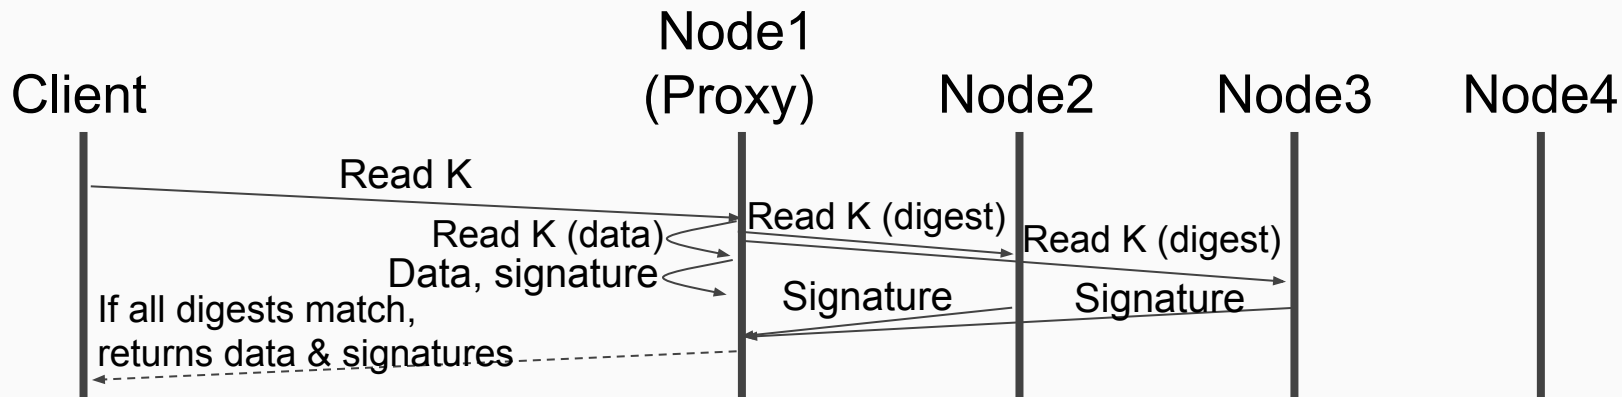 Client
Node1
(Proxy)
Node2
Node3
Node4
Read K
Read K (digest)
Read K (data)
Read K (digest)
Data, signature
Signature
Signature
If all digests match,
returns data & signatures